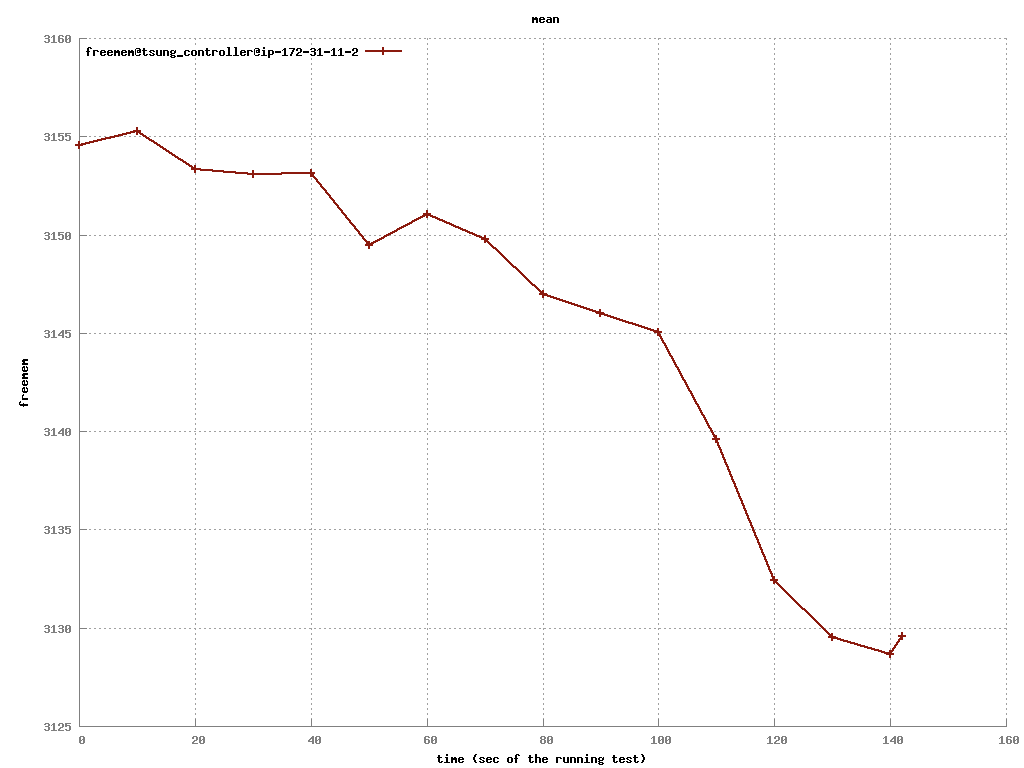 mean
freemem@tsung_controller@ip-172-31-11-2
3160
3155
3150
3145
3140
3135
3130
3125
freemem
0 20 40 60 80 100 120 140 160
time (sec of the running test)